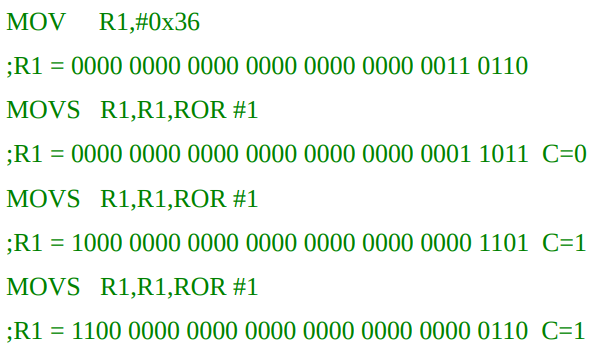 MOV R1,#0x36
;R1 = 0000 0000 0000 0000 0000 0000 0011 0110
MOVS R1,R1,ROR #1
;R1 = 0000 0000 0000 0000 0000 0000 0001 1011 C=0
MOVS R1,R1,ROR #1
;R1 = 1000 0000 0000 0000 0000 0000 0000 1101 C=1
MOVS R1,R1,ROR #1
;R1 = 1100 0000 0000 0000 0000 0000 0000 0110 C=1